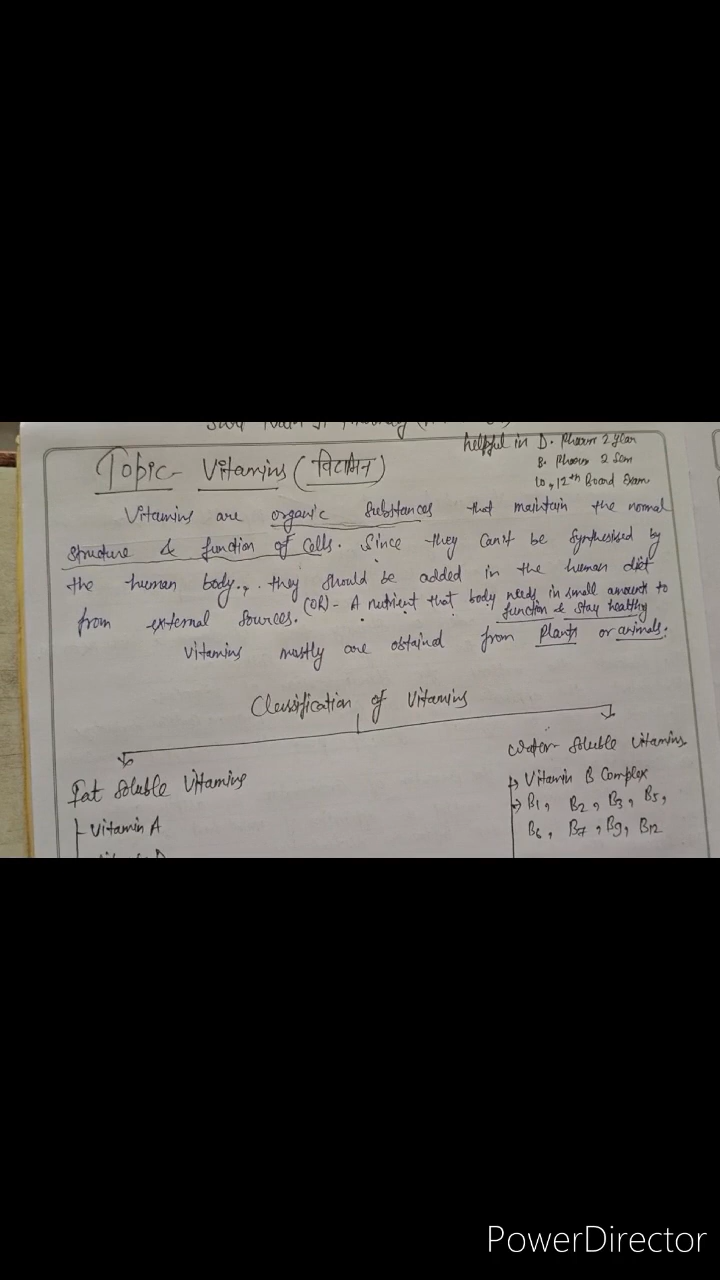 helpful in D. Pharm 2 year
B. Pharm 2 Sem
10, 12th Board Exam
Topic- Vitamins (विटामिन)
Vitamins are organic Substances that maintain the normal
structure & function of Cells. Since they can't be Synthesised by
the human body., they should be added in the human diet
from external Sources. (OR)- A nutrient that body needs in small amounts to
function & stay healthy
Vitamins mostly are obtained from Plants or animals.
Classification of Vitamins
Fat Soluble Vitamins
Vitamin A
Water- Soluble Vitamins
Vitamin B Complex
B1, B2, B3, B5,
B6, B7, B9, B12
PowerDirector